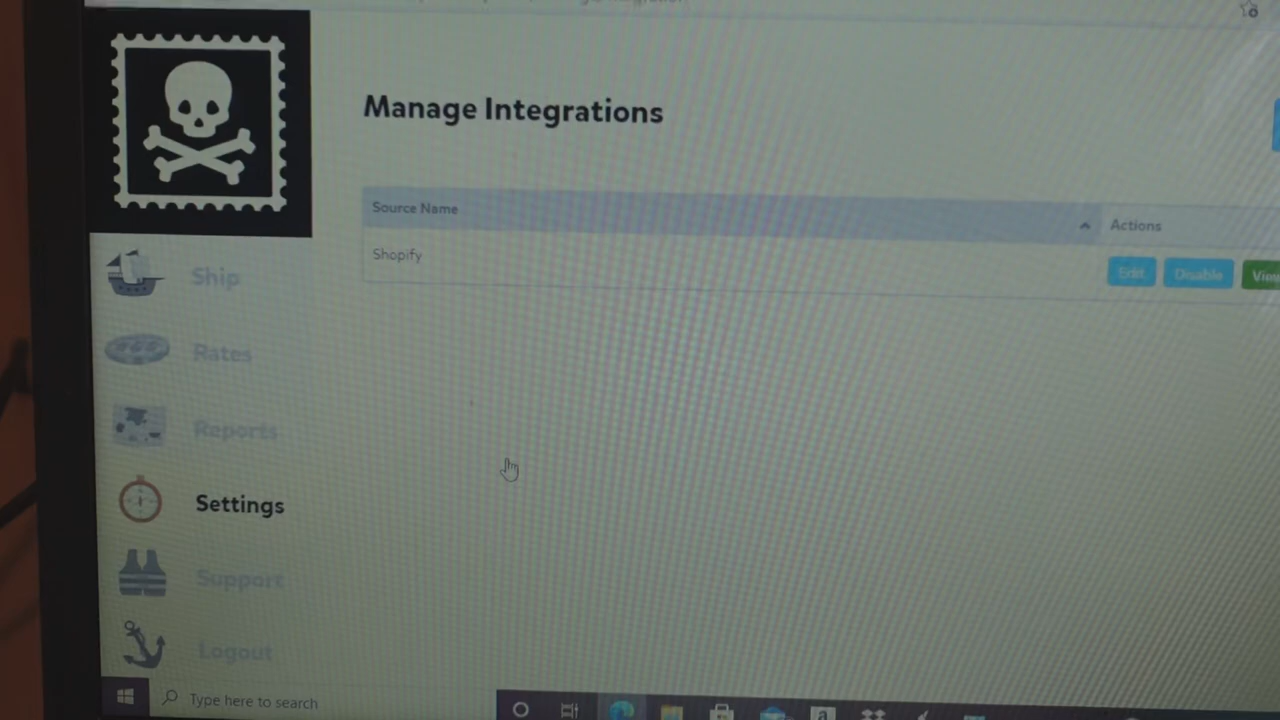 Manage Integrations
Source Name
Actions
Shopify
Edit
Disable
Ship
Rates
Reports
Settings
Support
Logout
Type here to search
a